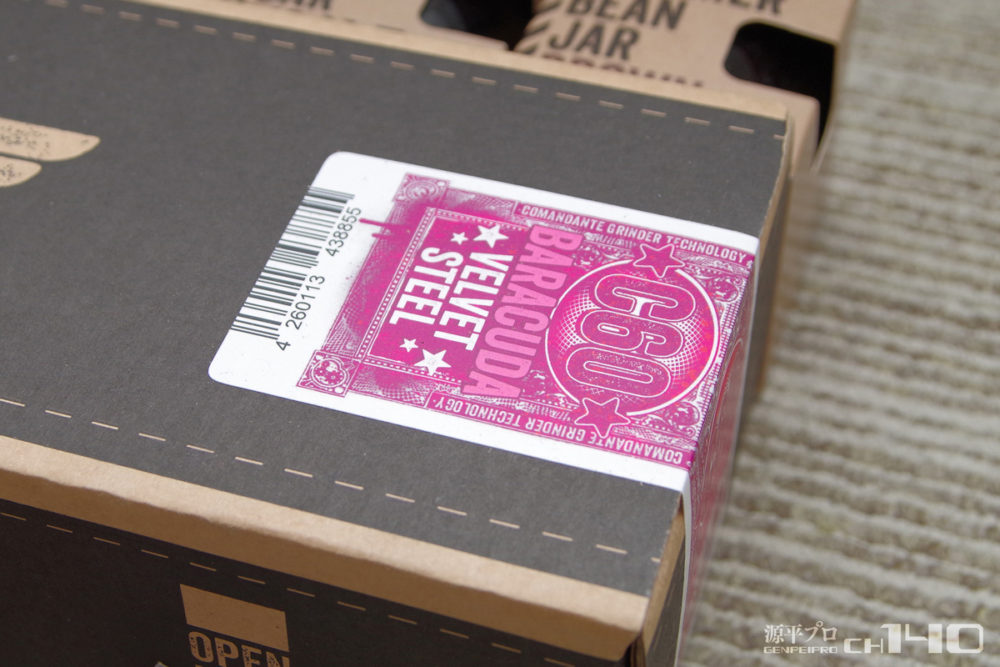 BEAN
JAR
BROWN
COMANDANTE GRINDER TECHNOLOGY
C60
BARACUDA
VELVET
STEEL
COMANDANTE GRINDER TECHNOLOGY
4 260113 438855
OPEN
源平プロ
GENPEIPRO CH140